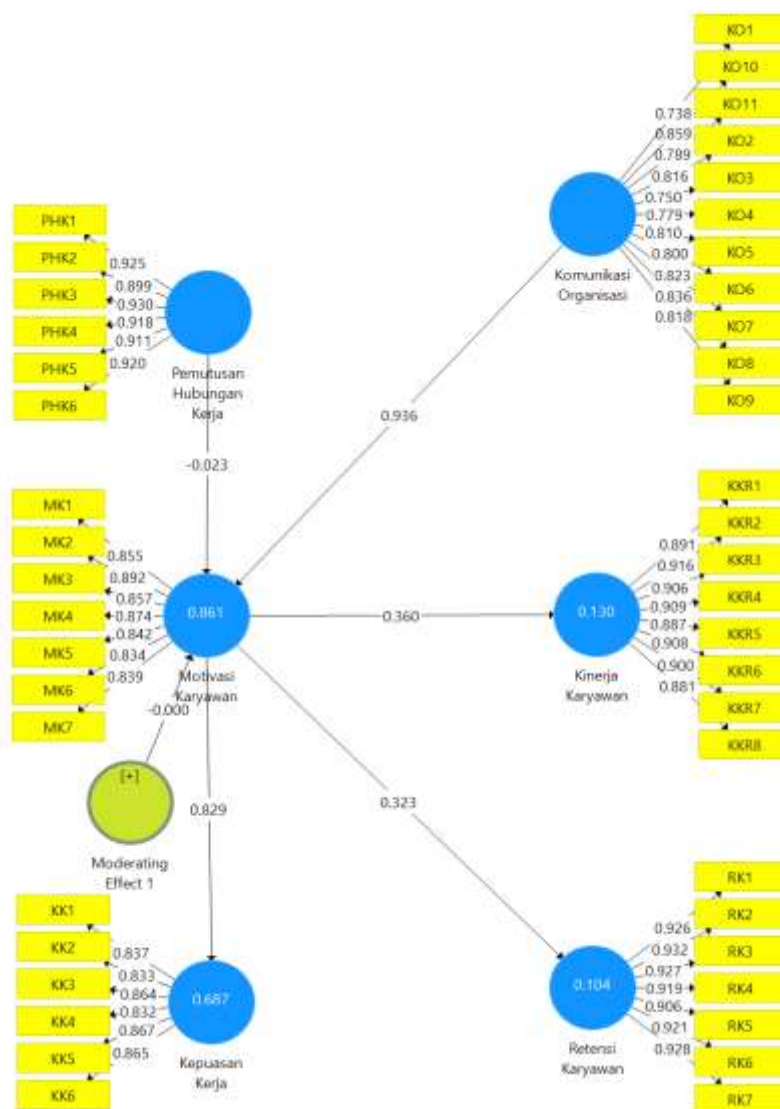 KO1
KO10
KO11
KO2
KO3
KO4
KO5
KO6
KO7
KO8
KO9
0.738
0.859
0.789
0.816
0.750
0.779
0.810
0.800
0.823
0.836
0.818
Komunikasi
Organisasi
PHK1
PHK2
PHK3
PHK4
PHK5
PHK6
0.925
0.899
0.930
0.918
0.911
0.920
Pemutusan
Hubungan
Kerja
0.936
-0.023
MK1
MK2
MK3
MK4
MK5
MK6
MK7
0.855
0.892
0.857
0.874
0.842
0.834
0.839
0.861
Motivasi
Karyawan
0.360
KKR1
KKR2
KKR3
KKR4
KKR5
KKR6
KKR7
KKR8
0.891
0.916
0.906
0.909
0.887
0.908
0.900
0.881
0.130
Kinerja
Karyawan
-0.000
[+]
Moderating
Effect 1
0.829
0.323
KK1
KK2
KK3
KK4
KK5
KK6
0.837
0.833
0.864
0.832
0.867
0.865
0.687
Kepuasan
Kerja
RK1
RK2
RK3
RK4
RK5
RK6
RK7
0.926
0.932
0.927
0.919
0.906
0.921
0.928
0.104
Retensi
Karyawan